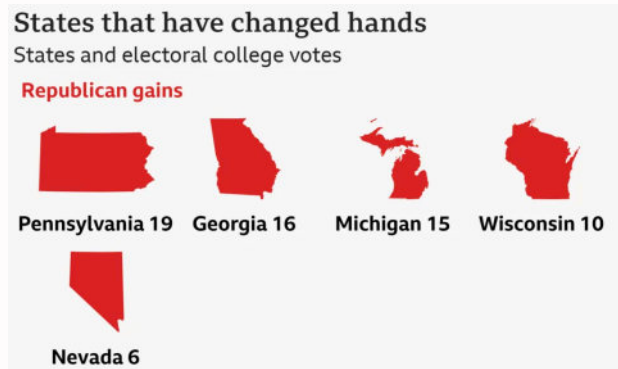 States that have changed hands
States and electoral college votes
Republican gains
Pennsylvania 19 Georgia 16 Michigan 15 Wisconsin 10
Nevada 6